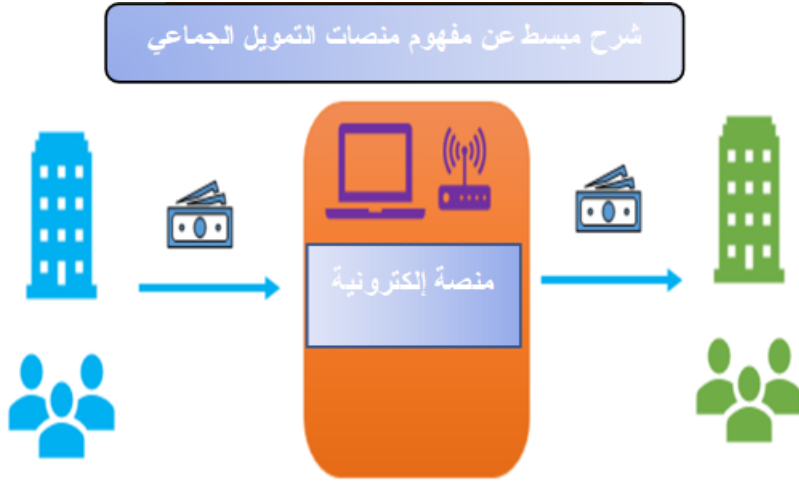 شرح مبسط عن مفهوم منصات التمويل الجماعي
منصة إلكترونية